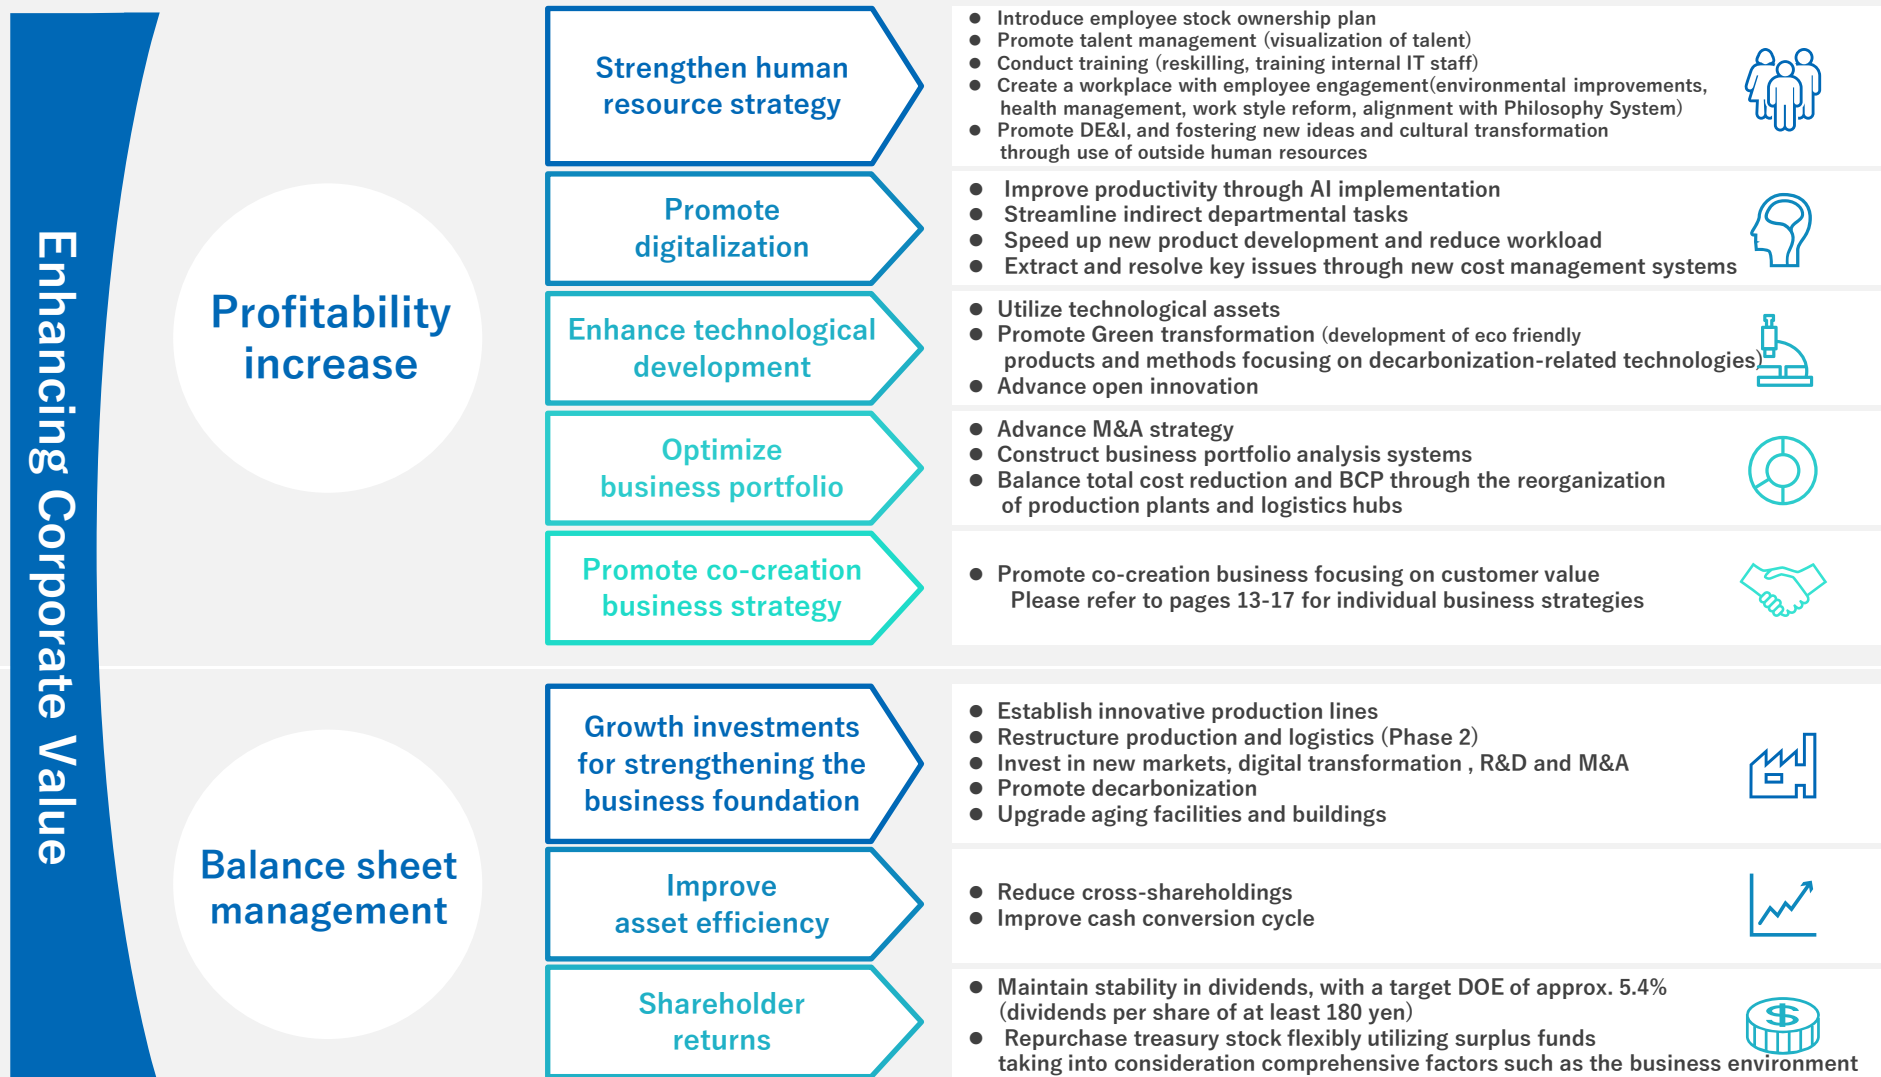 Enhancing Corporate Value
Profitability
increase
Strengthen human
resource strategy
● Introduce employee stock ownership plan
● Promote talent management (visualization of talent)
● Conduct training (reskilling, training internal IT staff)
● Create a workplace with employee engagement(environmental improvements,
health management, work style reform, alignment with Philosophy System)
● Promote DE&I, and fostering new ideas and cultural transformation
through use of outside human resources
Promote
digitalization
● Improve productivity through AI implementation
● Streamline indirect departmental tasks
● Speed up new product development and reduce workload
● Extract and resolve key issues through new cost management systems
Enhance technological
development
● Utilize technological assets
● Promote Green transformation (development of eco friendly
products and methods focusing on decarbonization-related technologies)
● Advance open innovation
Optimize
business portfolio
● Advance M&A strategy
● Construct business portfolio analysis systems
● Balance total cost reduction and BCP through the reorganization
of production plants and logistics hubs
Promote co-creation
business strategy
● Promote co-creation business focusing on customer value
Please refer to pages 13-17 for individual business strategies
Balance sheet
management
Growth investments
for strengthening the
business foundation
● Establish innovative production lines
● Restructure production and logistics (Phase 2)
● Invest in new markets, digital transformation , R&D and M&A
● Promote decarbonization
● Upgrade aging facilities and buildings
Improve
asset efficiency
● Reduce cross-shareholdings
● Improve cash conversion cycle
Shareholder
returns
● Maintain stability in dividends, with a target DOE of approx. 5.4%
(dividends per share of at least 180 yen)
● Repurchase treasury stock flexibly utilizing surplus funds
taking into consideration comprehensive factors such as the business environment
$